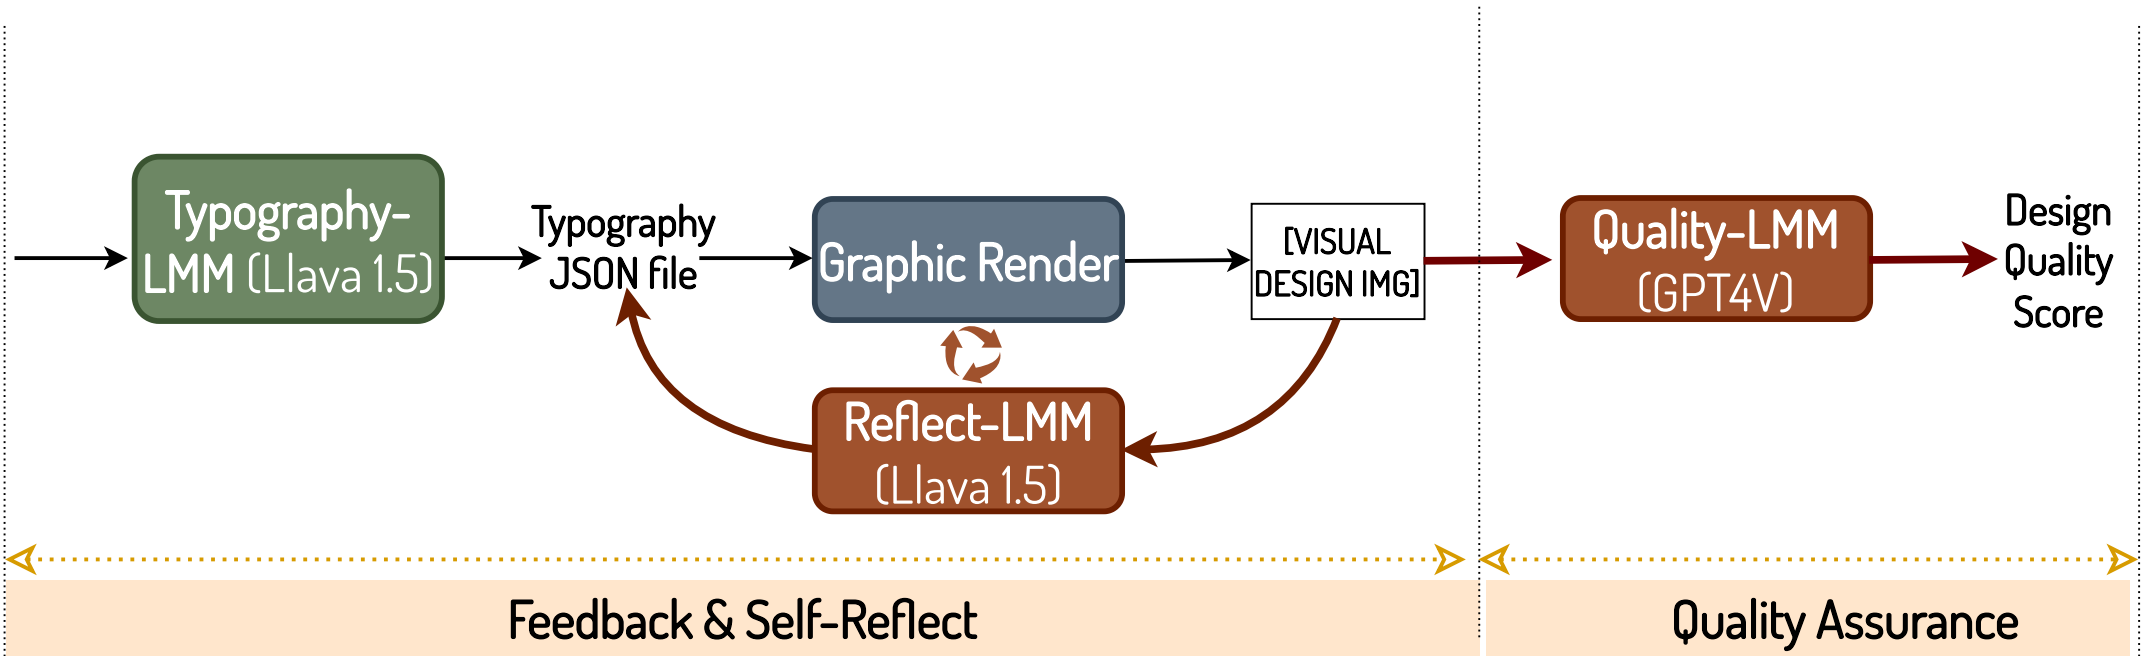 Typography-
LMM (Llava 1.5)
Typography
JSON file
Graphic Render
[VISUAL
DESIGN IMG]
Reflect-LMM
(Llava 1.5)
Quality-LMM
(GPT4V)
Design
Quality
Score
Feedback & Self-Reflect
Quality Assurance